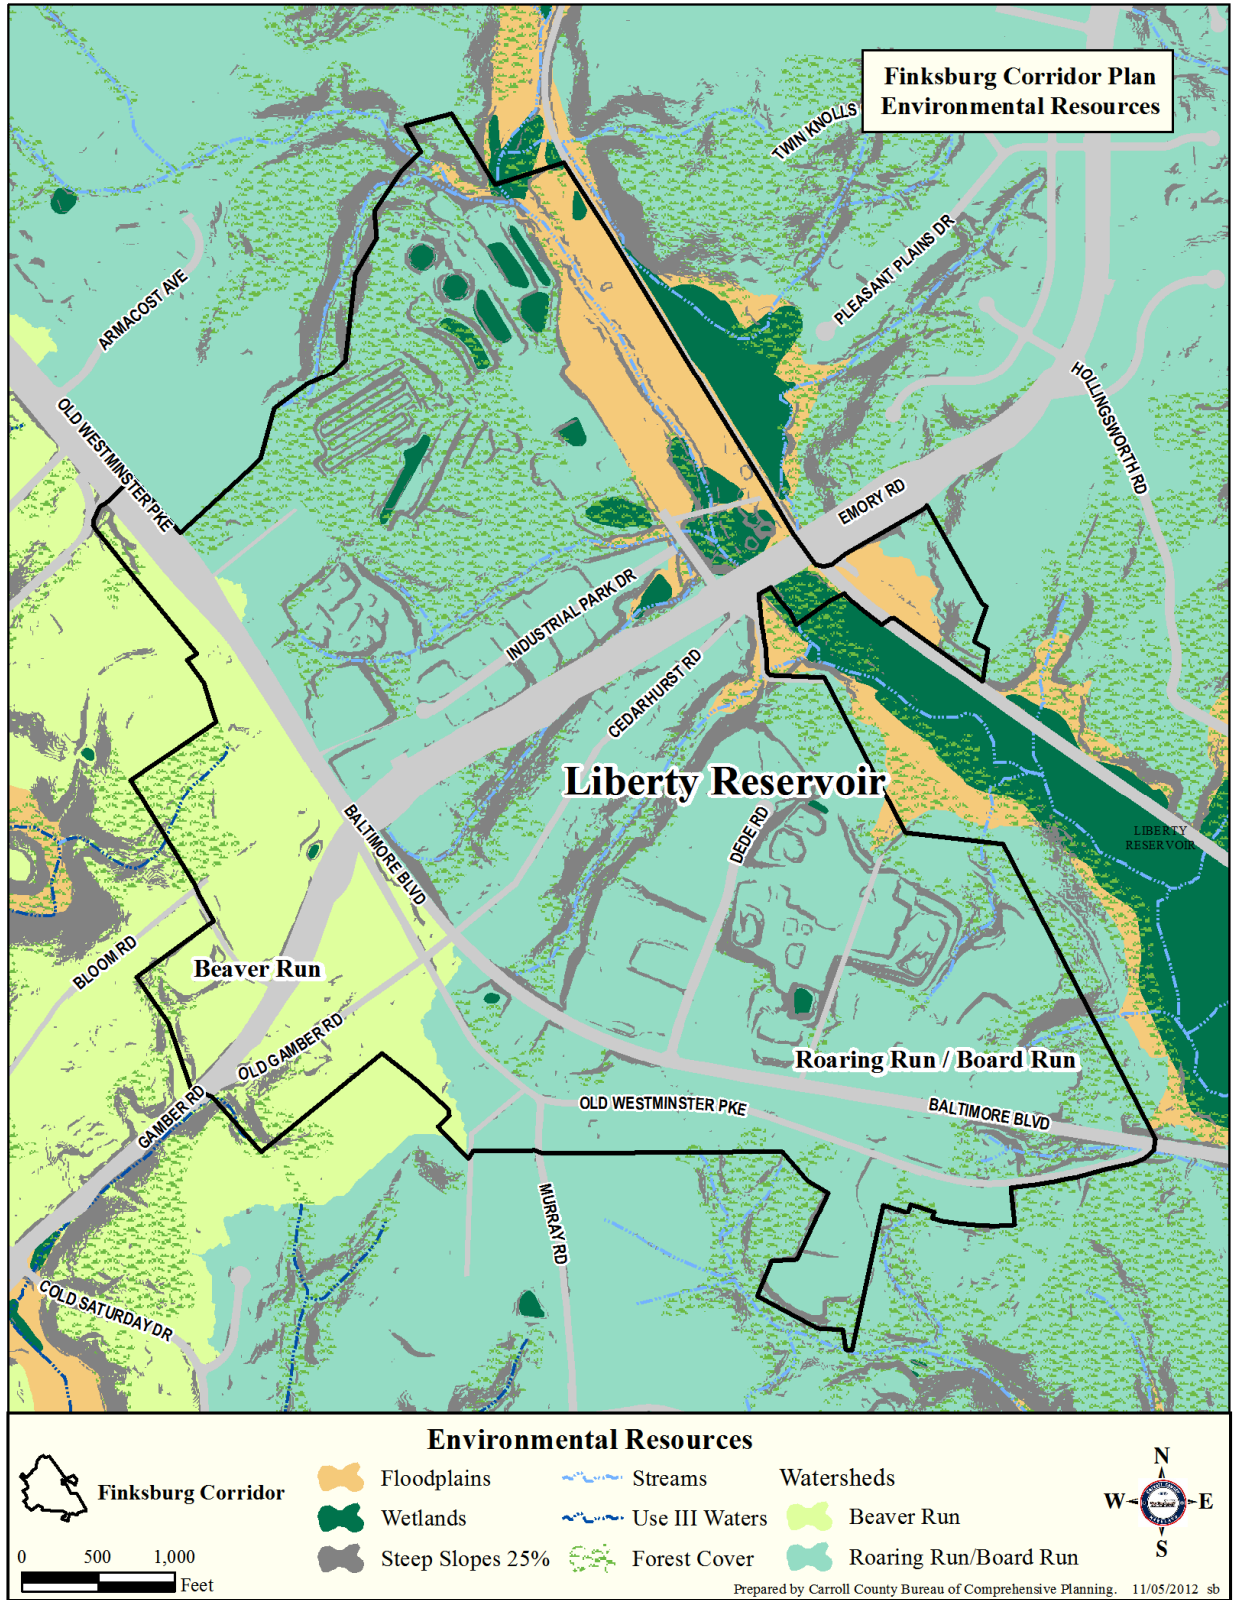 Finksburg Corridor Plan
Environmental Resources
TWIN KNOLLS
PLEASANT PLAINS DR
ARMACOST AVE
HOLLINGSWORTH RD
OLD WESTMINSTER PKE
EMORY RD
INDUSTRIAL PARK DR
CEDARHURST RD
Liberty Reservoir
BALTIMORE BLVD
DEDE RD
LIBERTY
RESERVOIR
BLOOM RD
Beaver Run
OLD GAMBER RD
Roaring Run / Board Run
GAMBER RD
OLD WESTMINSTER PKE
BALTIMORE BLVD
MURRAY RD
COLD SATURDAY DR
Environmental Resources
Finksburg Corridor
0 500 1,000
Feet
Floodplains
Wetlands
Steep Slopes 25%
Streams
Use III Waters
Forest Cover
Watersheds
Beaver Run
Roaring Run/Board Run
N
W E
S
Prepared by Carroll County Bureau of Comprehensive Planning. 11/05/2012 sb